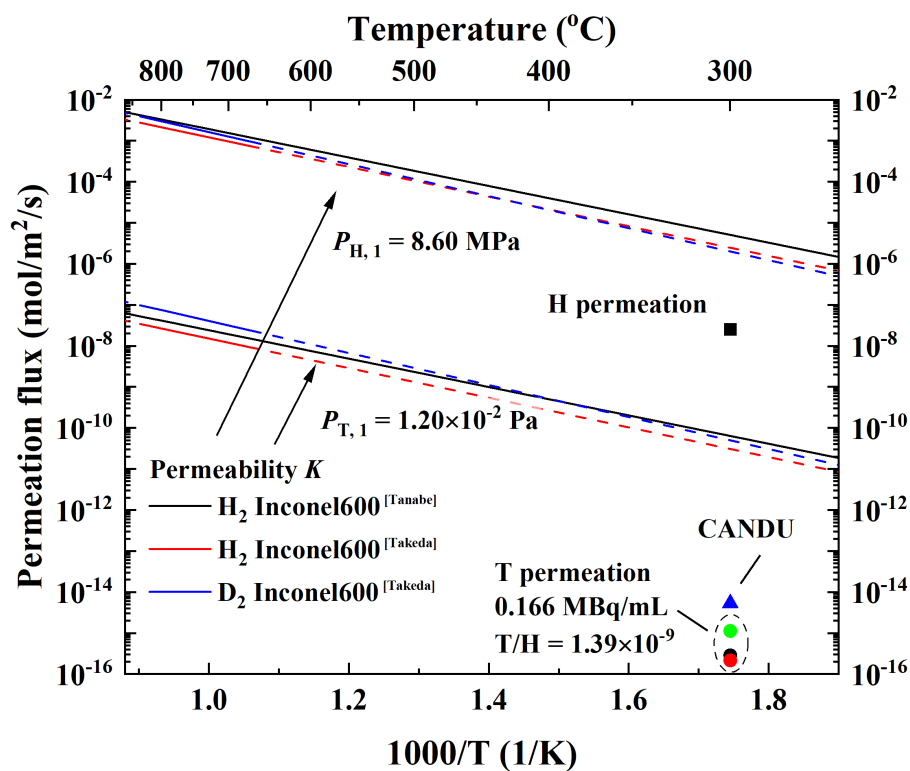 Temperature (ºC)
800 700 600 500 400 300
10⁻² 10⁻²
10⁻⁴ 10⁻⁴
10⁻⁶ 10⁻⁶
10⁻⁸ 10⁻⁸
10⁻¹⁰ 10⁻¹⁰
10⁻¹² 10⁻¹²
10⁻¹⁴ 10⁻¹⁴
10⁻¹⁶ 10⁻¹⁶
Permeation flux (mol/m²/s)
P_H, 1 = 8.60 MPa
H permeation
P_T, 1 = 1.20×10⁻² Pa
Permeability K
H₂ Inconel600 [Tanabe]
H₂ Inconel600 [Takeda]
D₂ Inconel600 [Takeda]
CANDU
T permeation
0.166 MBq/mL
T/H = 1.39×10⁻⁹
1.0 1.2 1.4 1.6 1.8
1000/T (1/K)